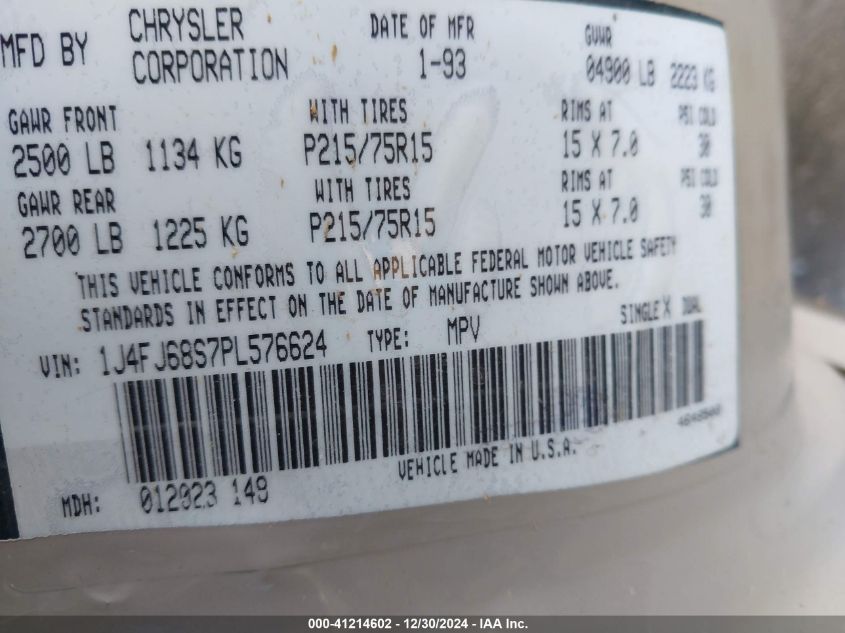 MFD BY CHRYSLER CORPORATION DATE OF MFR 1-93 GVWR 04900 LB 2223 KG
GAWR FRONT WITH TIRES RIMS AT PSI COLD
2500 LB 1134 KG P215/75R15 15 X 7.0 30
GAWR REAR WITH TIRES RIMS AT PSI COLD
2700 LB 1225 KG P215/75R15 15 X 7.0 30
THIS VEHICLE CONFORMS TO ALL APPLICABLE FEDERAL MOTOR VEHICLE SAFETY
STANDARDS IN EFFECT ON THE DATE OF MANUFACTURE SHOWN ABOVE.
SINGLE X DUAL
VIN: 1J4FJ68S7PL576624 TYPE: MPV
VEHICLE MADE IN U.S.A.
MDH: 012823 148
000-41214602 - 12/30/2024 - IAA Inc.